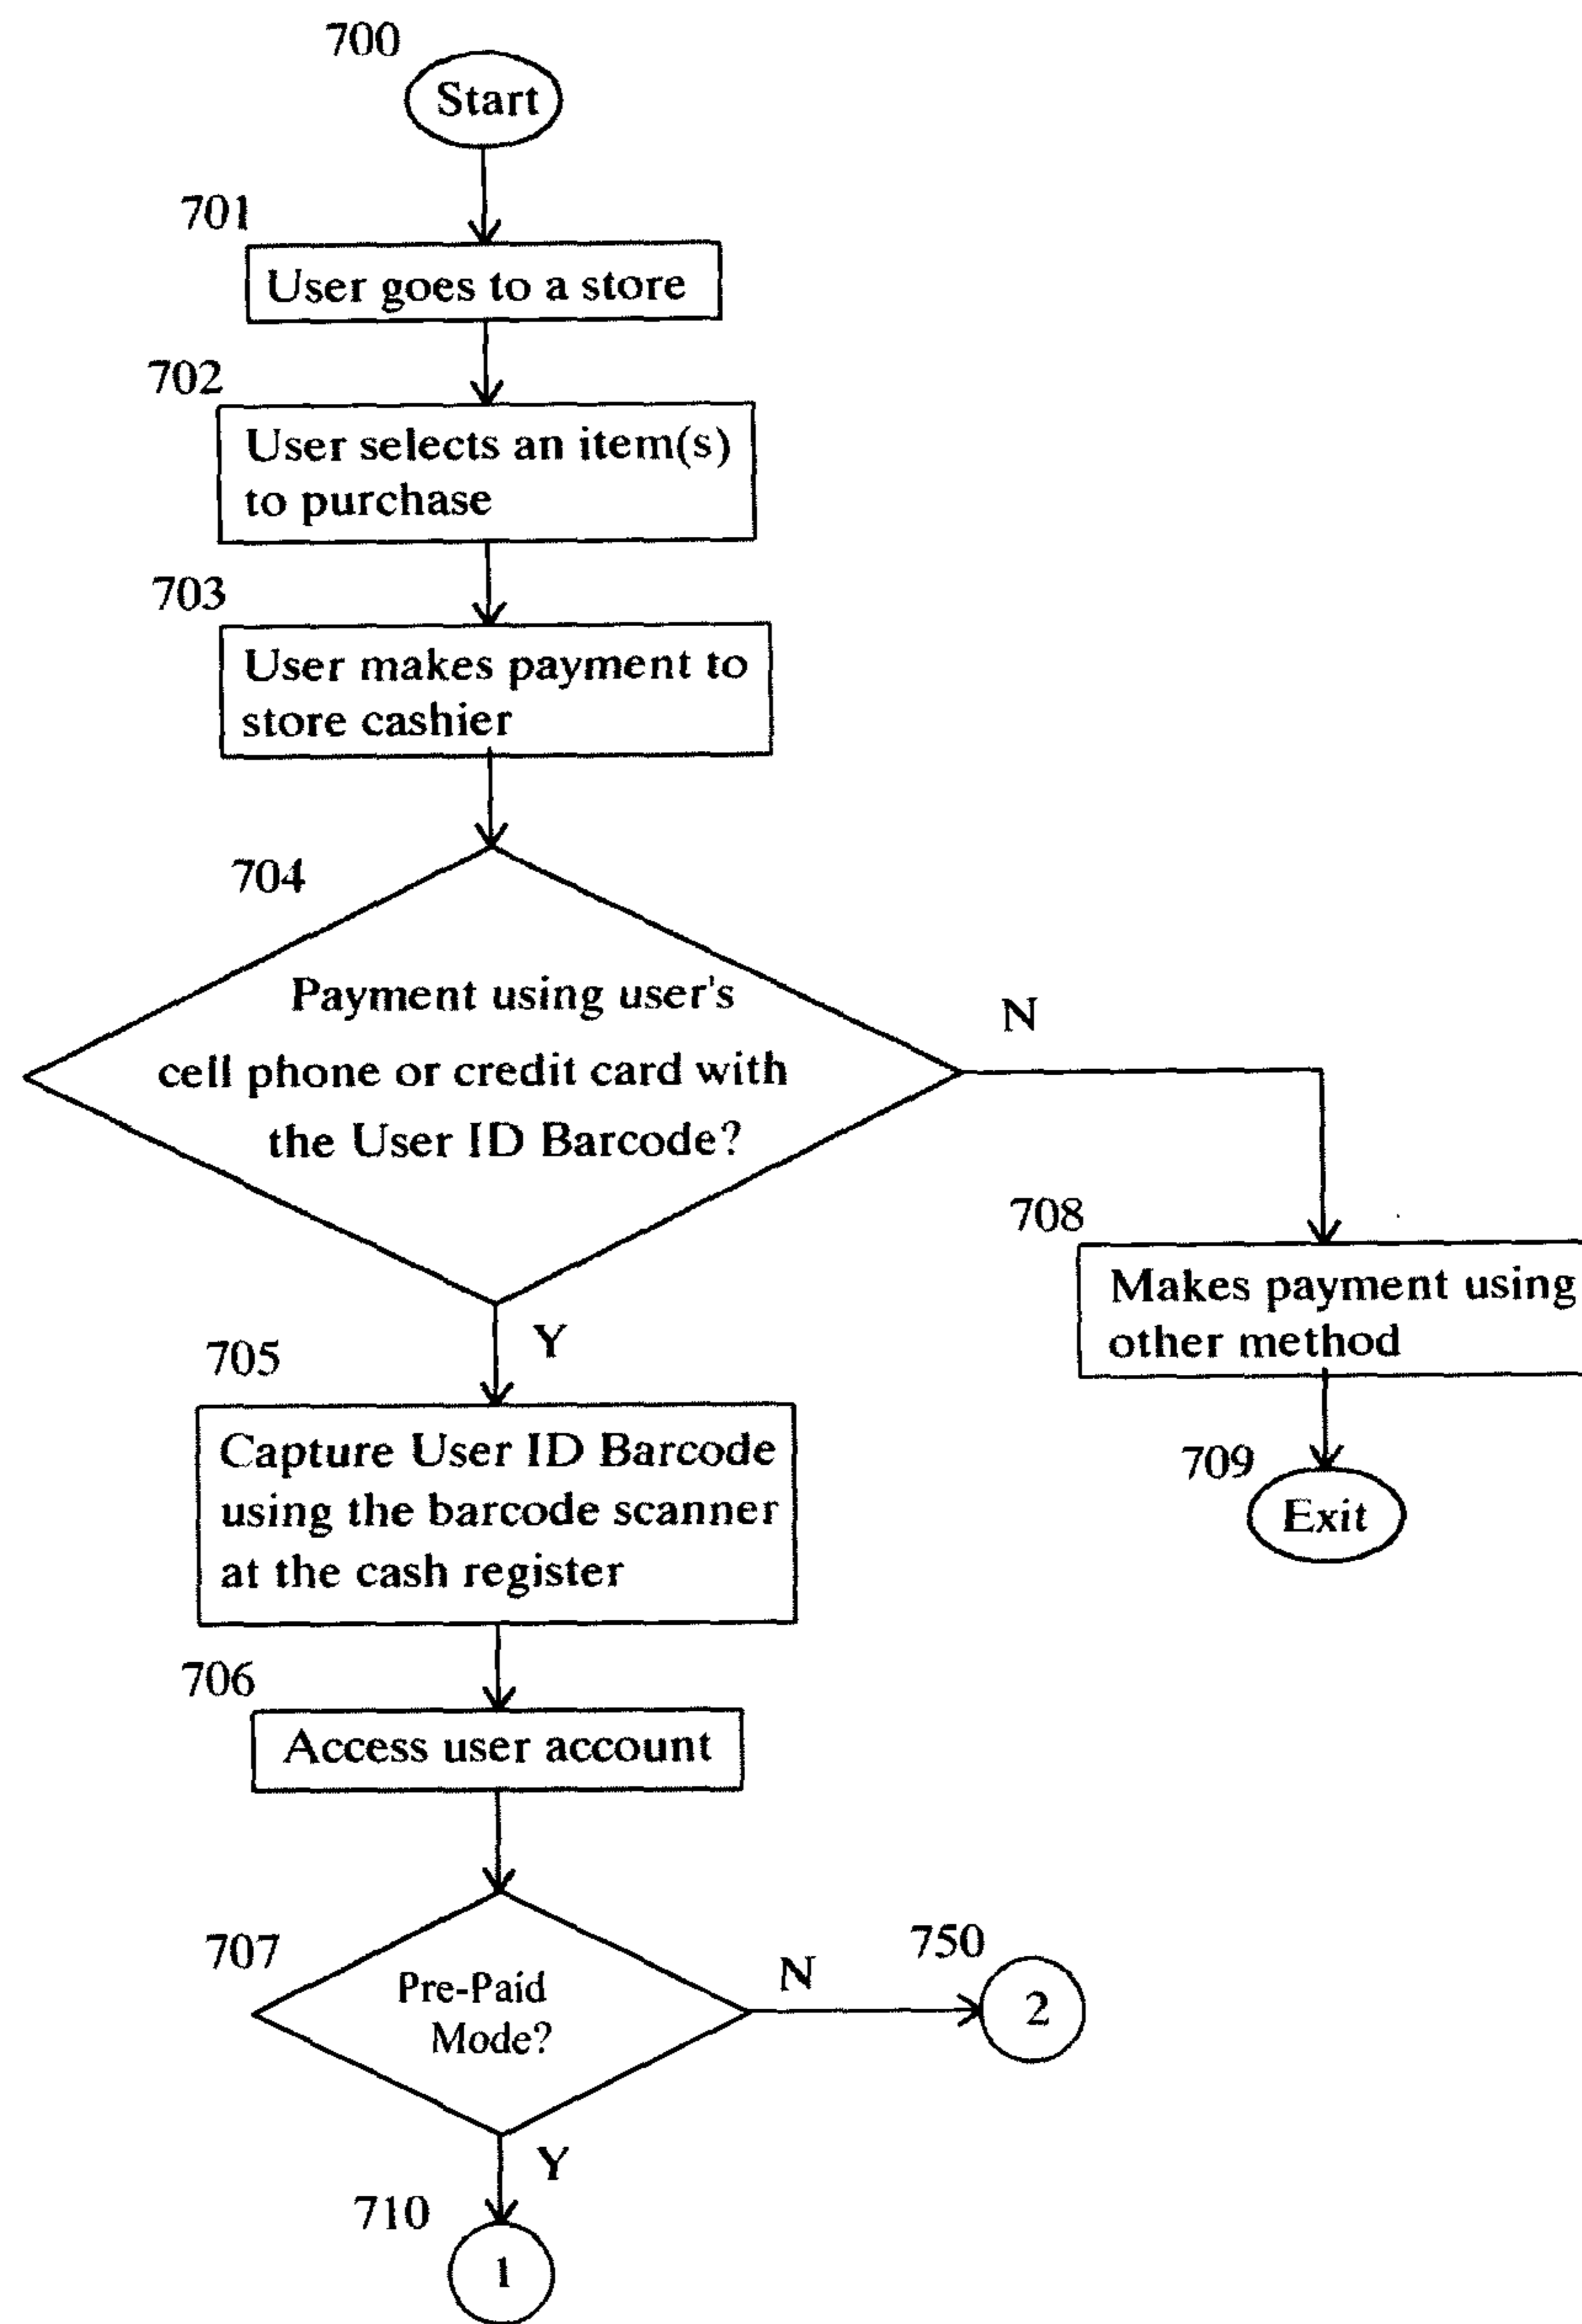 700
Start
701
User goes to a store
702
User selects an item(s)
to purchase
703
User makes payment to
store cashier
704
Payment using user's
cell phone or credit card with
the User ID Barcode?
N
Y
708
Makes payment using
other method
709
Exit
705
Capture User ID Barcode
using the barcode scanner
at the cash register
706
Access user account
707
Pre-Paid
Mode?
N
750
2
Y
710
1